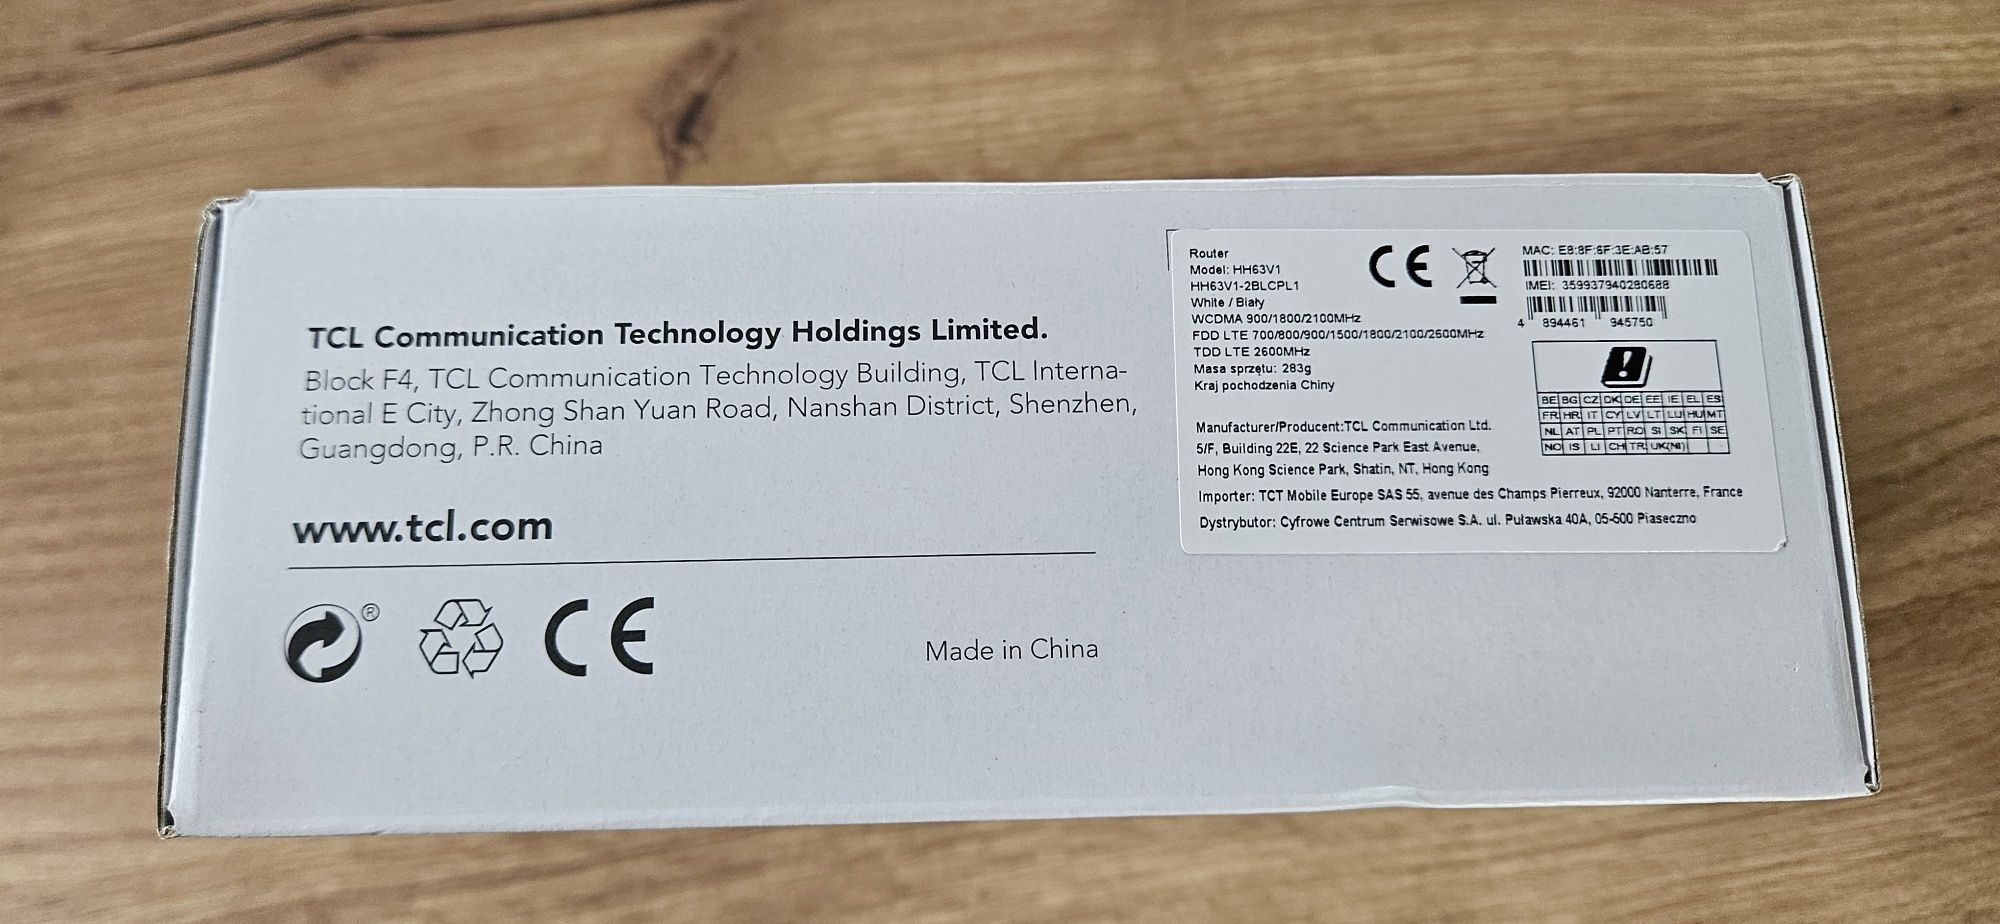 TCL Communication Technology Holdings Limited.
Block F4, TCL Communication Technology Building, TCL Interna-
tional E City, Zhong Shan Yuan Road, Nanshan District, Shenzhen,
Guangdong, P.R. China
www.tcl.com
®
CE
Made in China
Router
Model: HH63V1
HH63V1-2BLCPL1
White / Biały
WCDMA 900/1800/2100MHz
FDD LTE 700/800/900/1500/1800/2100/2600MHz
TDD LTE 2600MHz
Masa sprzętu: 283g
Kraj pochodzenia Chiny
CE
MAC: E8:8F:6F:3E:AB:57
IMEI: 359937940280688
4 894461 945750
!
BE BG CZ DK DE EE IE EL ES
FR HR IT CY LV LT LU HU MT
NL AT PL PT RO SI SK FI SE
NO IS LI CH TR UK(NI)
Manufacturer/Producent:TCL Communication Ltd.
5/F, Building 22E, 22 Science Park East Avenue,
Hong Kong Science Park, Shatin, NT, Hong Kong
Importer: TCT Mobile Europe SAS 55, avenue des Champs Pierreux, 92000 Nanterre, France
Dystrybutor: Cyfrowe Centrum Serwisowe S.A. ul. Puławska 40A, 05-500 Piaseczno